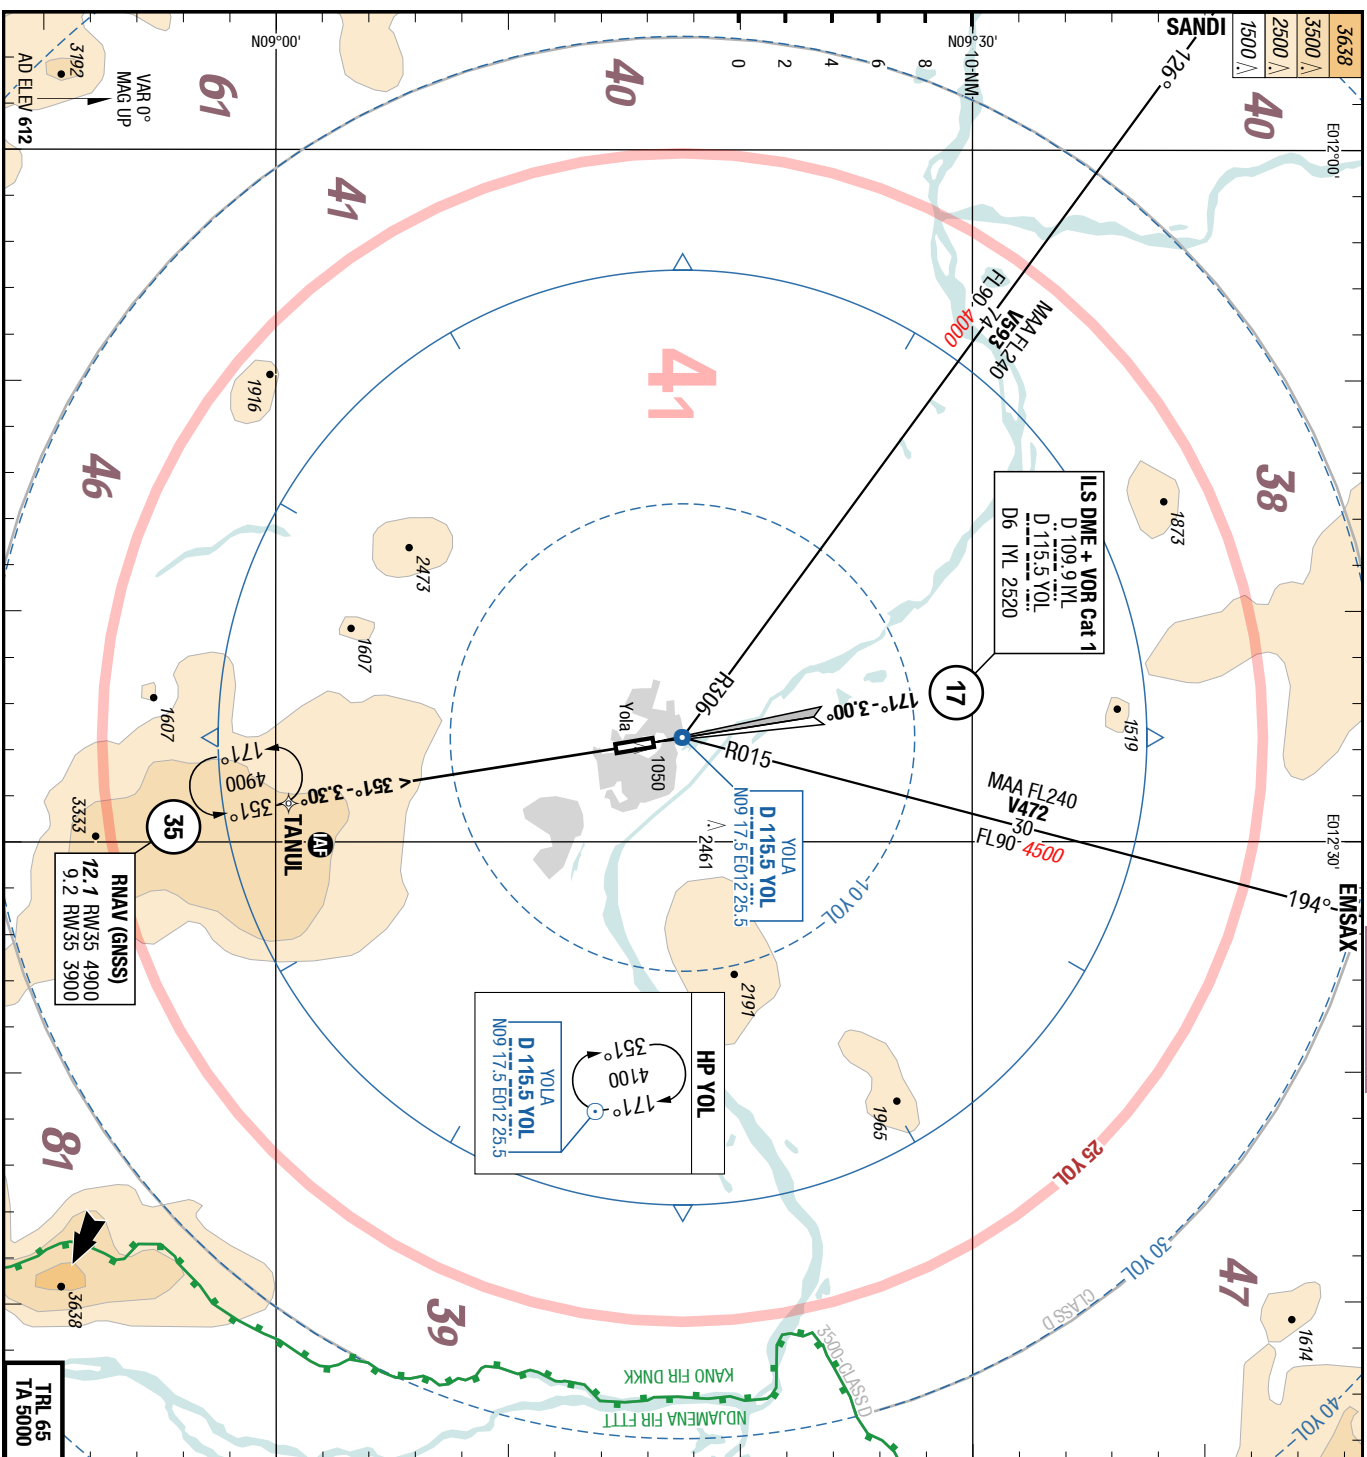 SANDI
126°
3638
3500
2500
1500
40
E012°00'
N09°30'
10 NM
8
6
4
2
0
40
N09°00'
61
3192
VAR 0°
MAG UP
AD ELEV 612
41
46
1916
41
MAA FL240
V593
74
FL90 4000
38
1873
ILS DME + VOR Cat 1
D 109.9 IYL
D 115.5 YOL
D6 IYL 2520
17
1519
171°-3.00°
R306
R015
MAA FL240
V472
30
FL90 4500
E012°30'
194°
EMSAX
2473
1607
1607
Yola
1050
2461
YOLA
D 115.5 YOL
N09 17.5 E012 25.5
10 YOL
< 351°-3.30°
171°
4900
351°
TANUL
IAF
35
3333
RNAV (GNSS)
12.1 RW35 4900
9.2 RW35 3900
2191
1965
HP YOL
351°
4100
171°
YOLA
D 115.5 YOL
N09 17.5 E012 25.5
25 YOL
30 YOL
CLASS D
47
1614
40 YOL
3500-CLASS D
KANO FIR DNKK
NDJAMENA FIR FTTT
39
81
3638
TRL 65
TA 5000